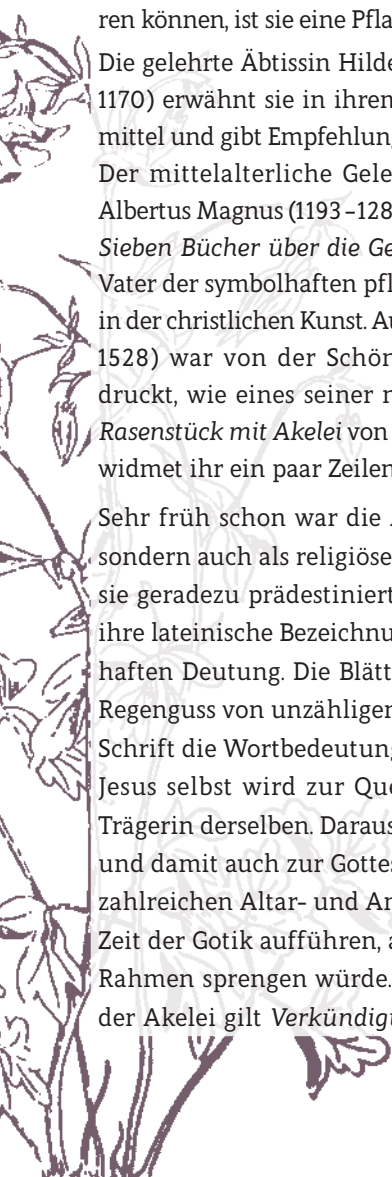 ren können, ist sie eine Pfla
Die gelehrte Äbtissin Hilde
1170) erwähnt sie in ihren
mittel und gibt Empfehlun
Der mittelalterliche Gele
Albertus Magnus (1193–128
Sieben Bücher über die Ge
Vater der symbolhaften pfl
in der christlichen Kunst. Au
1528) war von der Schön
druckt, wie eines seiner n
Rasenstück mit Akelei von
widmet ihr ein paar Zeilen
Sehr früh schon war die A
sondern auch als religiöse
sie geradezu prädestiniert
ihre lateinische Bezeichnu
haften Deutung. Die Blätt
Regenguss von unzähligen
Schrift die Wortbedeutung
Jesus selbst wird zur Que
Trägerin derselben. Daraus
und damit auch zur Gottes
zahlreichen Altar- und An
Zeit der Gotik aufführen, a
Rahmen sprengen würde.
der Akelei gilt Verkündigu